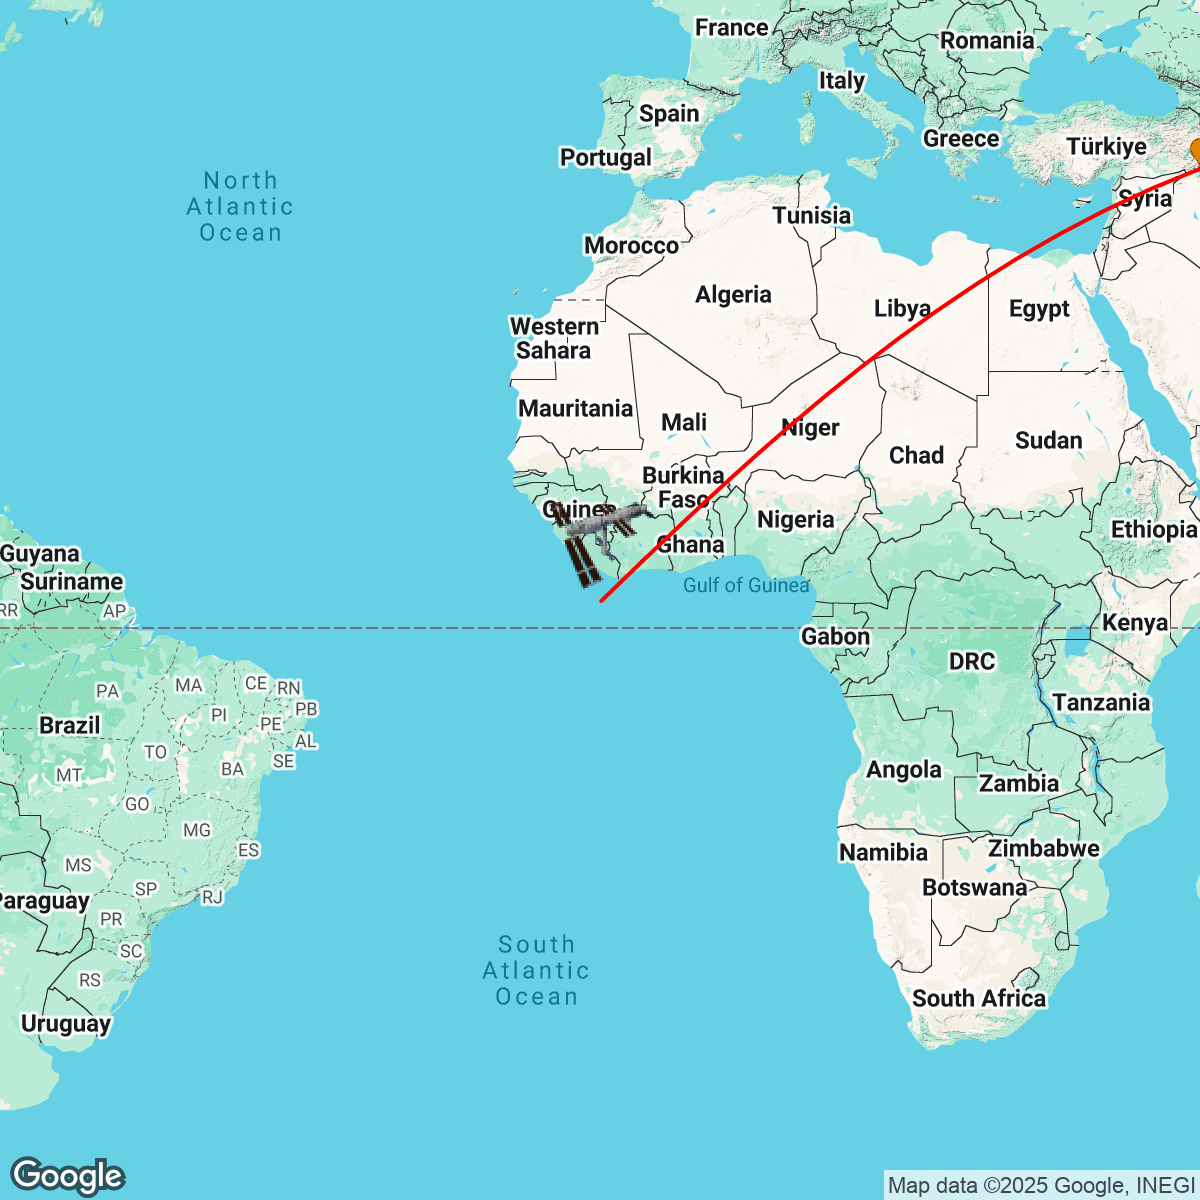 France
Romania
Italy
Spain
Greece
Türkiye
Portugal
North
Atlantic
Ocean
Syria
Tunisia
Morocco
Algeria
Libya
Egypt
Western
Sahara
Mauritania
Mali
Niger
Sudan
Chad
Burkina
Faso
Guinea
Nigeria
Ethiopia
Ghana
Guyana
Suriname
Gulf of Guinea
RR
AP
Kenya
Gabon
DRC
PA
MA
CE
RN
Tanzania
PB
PI
PE
Brazil
AL
TO
SE
BA
MT
Angola
Zambia
GO
MG
ES
Namibia
Zimbabwe
MS
SP
RJ
Botswana
Paraguay
PR
SC
South
Atlantic
Ocean
RS
South Africa
Uruguay
Google
Map data ©2025 Google, INEGI